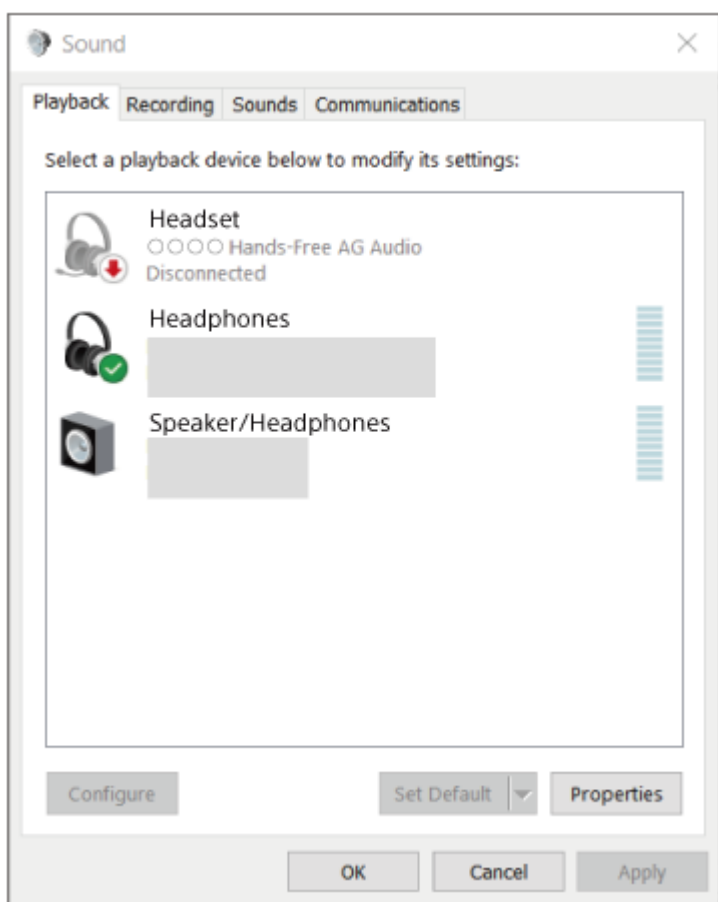 Sound
Playback Recording Sounds Communications
Select a playback device below to modify its settings:
Headset
○○○○ Hands-Free AG Audio
Disconnected
Headphones
Speaker/Headphones
Configure Set Default Properties
OK Cancel Apply